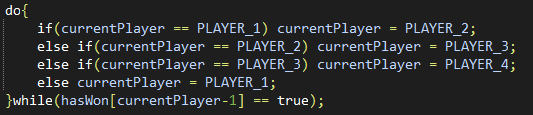 do{
if(currentPlayer == PLAYER_1) currentPlayer = PLAYER_2;
else if(currentPlayer == PLAYER_2) currentPlayer = PLAYER_3;
else if(currentPlayer == PLAYER_3) currentPlayer = PLAYER_4;
else currentPlayer = PLAYER_1;
}while(hasWon[currentPlayer-1] == true);